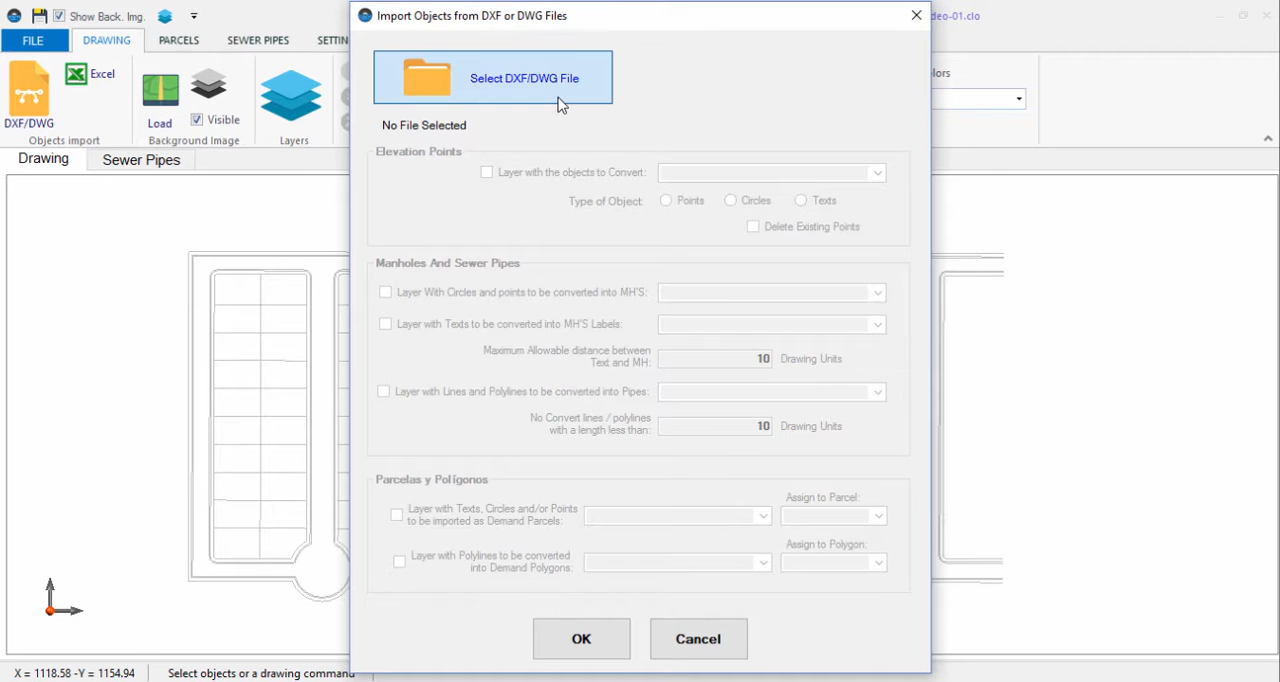 Show Back. Img.
deo-01.clo
FILE
DRAWING
PARCELS
SEWER PIPES
SETTIN
DXF/DWG
Excel
Objects import
Load
Visible
Background Image
Layers
lors
Drawing
Sewer Pipes
Import Objects from DXF or DWG Files
Select DXF/DWG File
No File Selected
Elevation Points
Layer with the objects to Convert:
Type of Object:
Points
Circles
Texts
Delete Existing Points
Manholes And Sewer Pipes
Layer With Circles and points to be converted into MH'S:
Layer with Texts to be converted into MH'S Labels:
Maximum Allowable distance between
Text and MH:
10
Drawing Units
Layer with Lines and Polylines to be converted into Pipes:
No Convert lines / polylines
with a length less than:
10
Drawing Units
Parcelas y Polígonos
Layer with Texts, Circles and/or Points
to be imported as Demand Parcels:
Assign to Parcel:
Layer with Polylines to be converted
into Demand Polygons:
Assign to Polygon:
OK
Cancel
X = 1118.58 -Y = 1154.94
Select objects or a drawing command